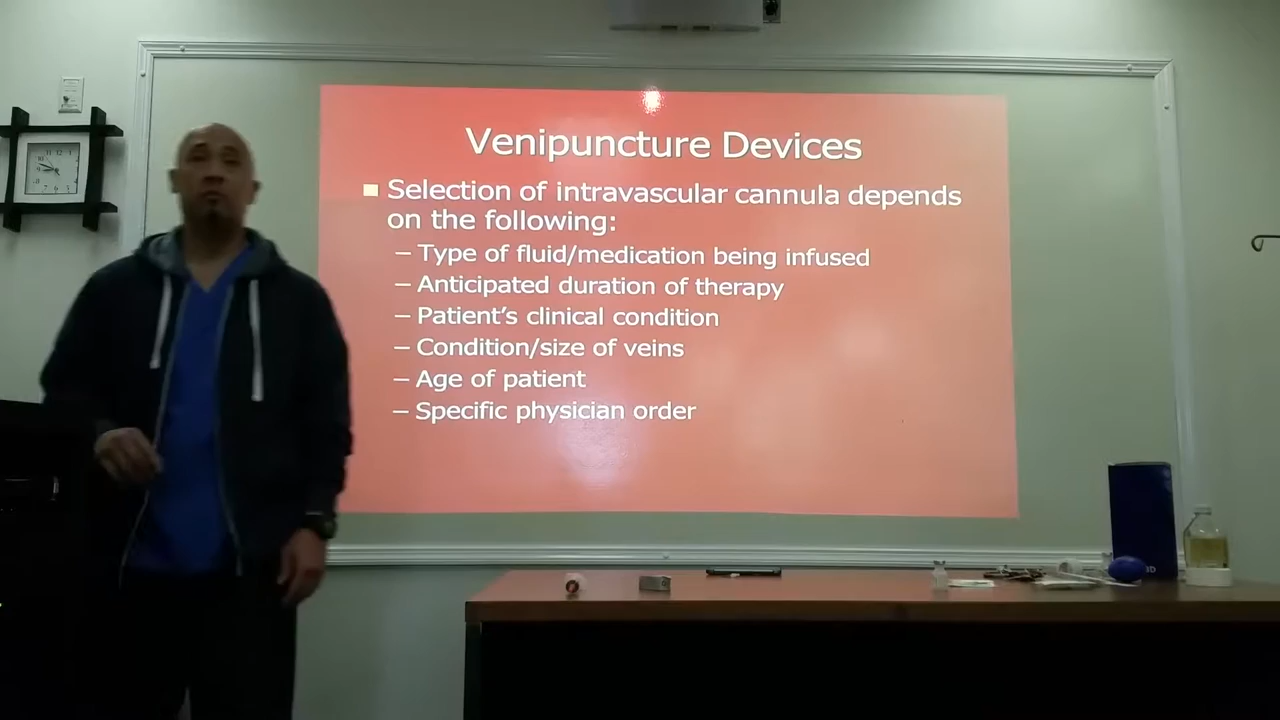 Venipuncture Devices
Selection of intravascular cannula depends
on the following:
– Type of fluid/medication being infused
– Anticipated duration of therapy
– Patient's clinical condition
– Condition/size of veins
– Age of patient
– Specific physician order